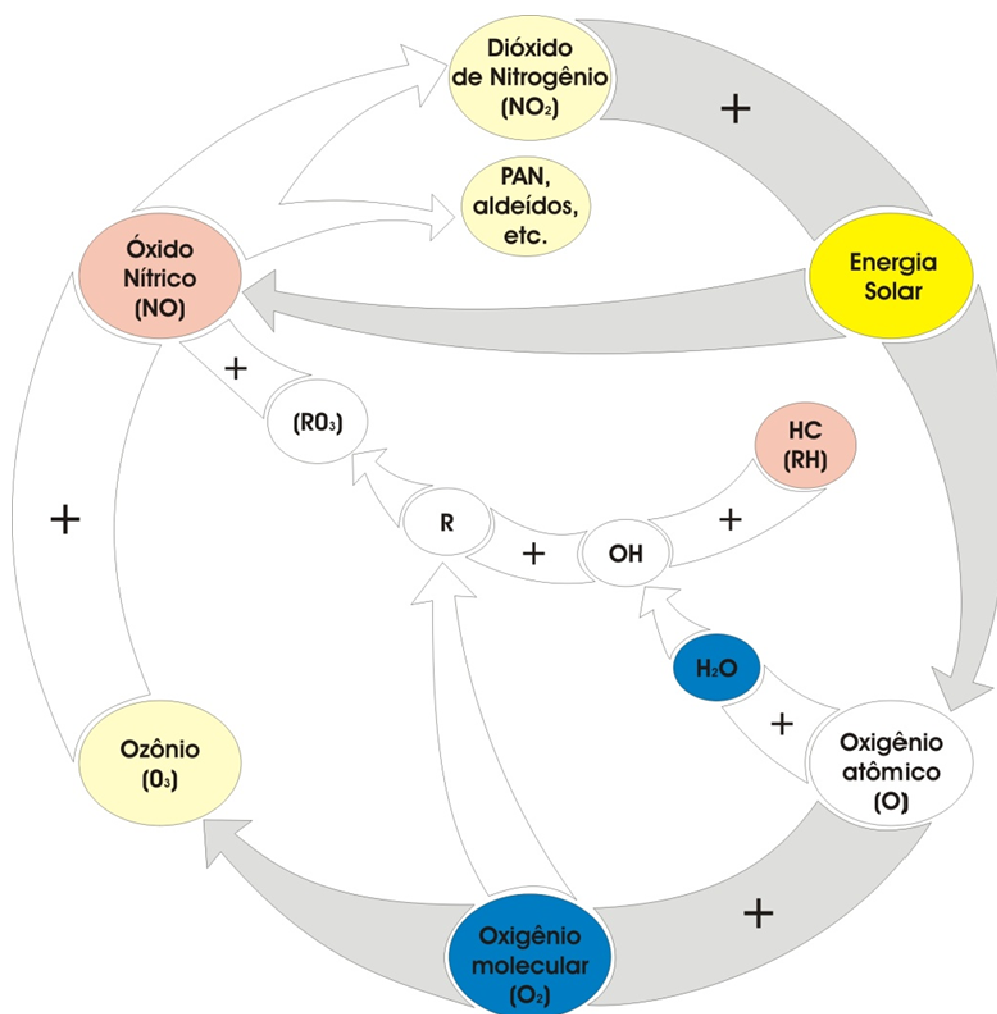 Dióxido
de Nitrogênio
(NO₂)
+
PAN,
aldeídos,
etc.
Óxido
Nítrico
(NO)
Energia
Solar
+
(RO₃)
HC
(RH)
+
R
+
OH
+
H₂O
+
Ozônio
(O₃)
Oxigênio
atômico
(O)
+
Oxigênio
molecular
(O₂)